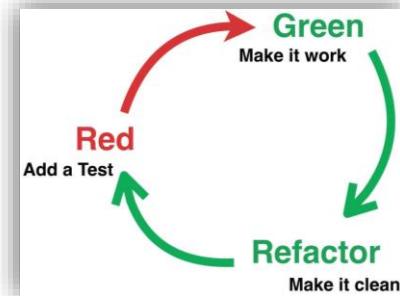 Green
Make it work
Red
Add a Test
Refactor
Make it clean